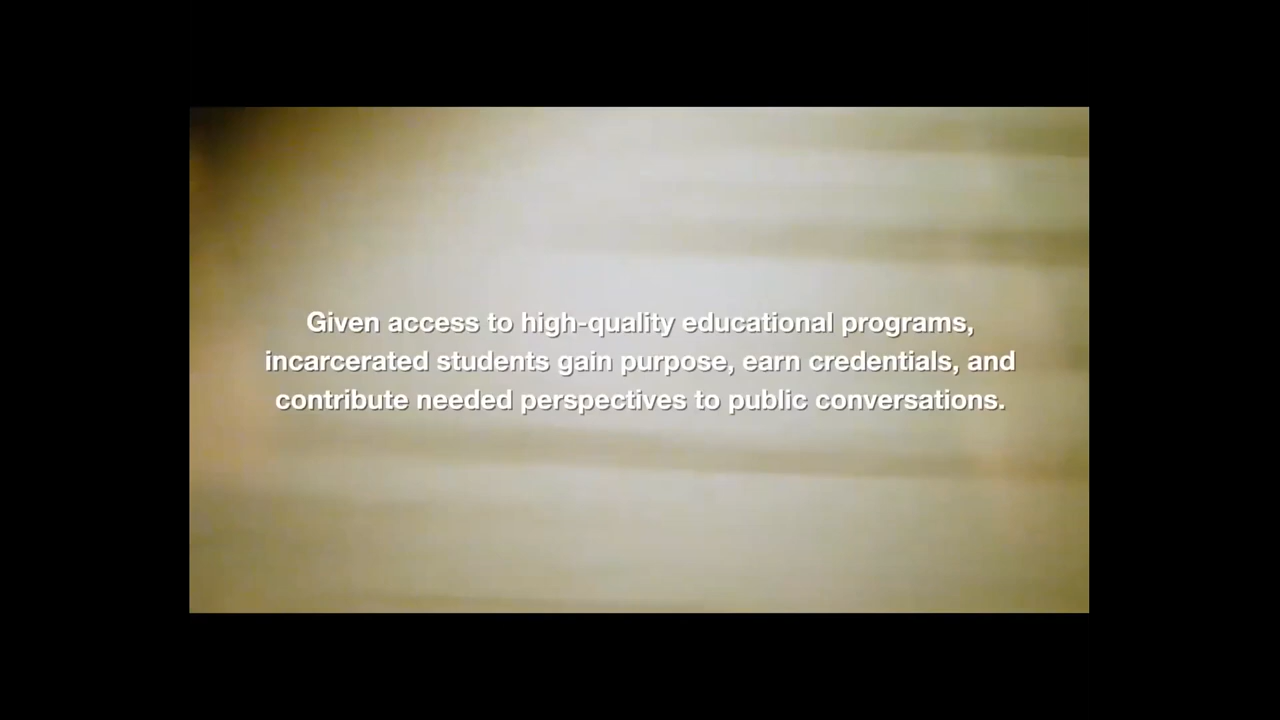 Given access to high-quality educational programs,
incarcerated students gain purpose, earn credentials, and
contribute needed perspectives to public conversations.